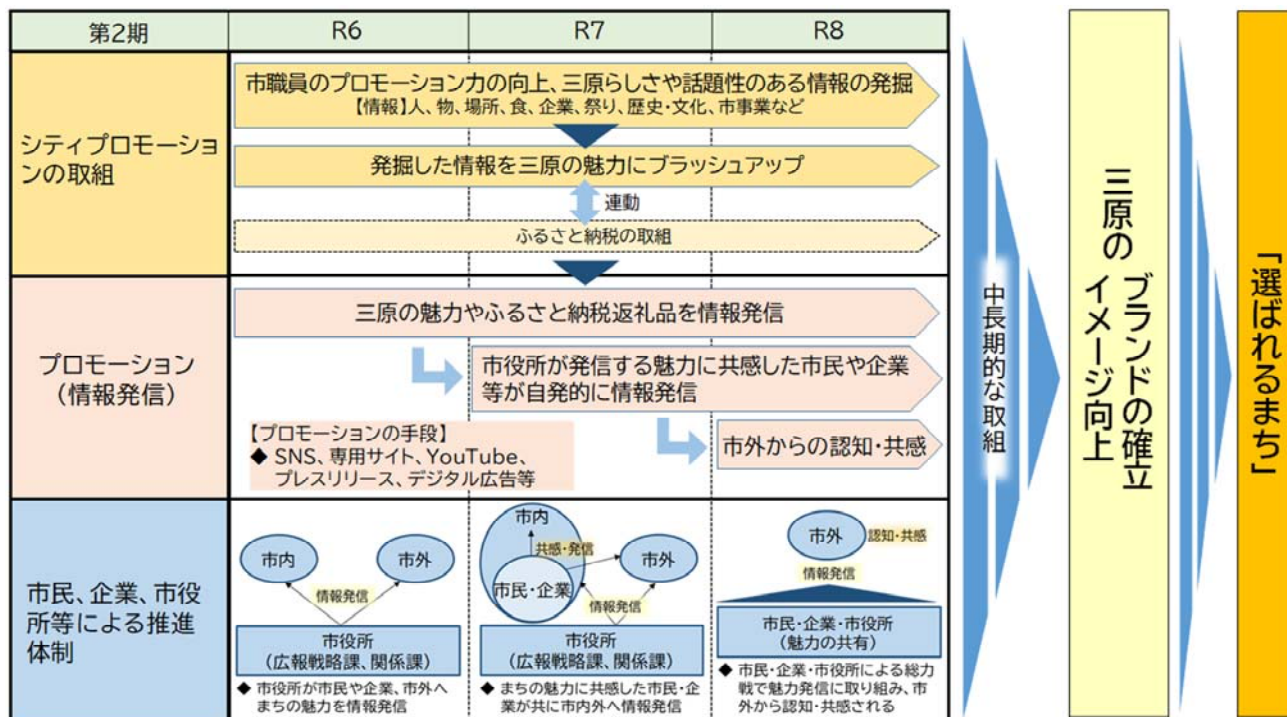 第2期
R6
R7
R8
シティプロモーショ
ンの取組
市職員のプロモーション力の向上、三原らしさや話題性のある情報の発掘
【情報】人、物、場所、食、企業、祭り、歴史・文化、市事業など
発掘した情報を三原の魅力にブラッシュアップ
連動
ふるさと納税の取組
プロモーション
（情報発信）
三原の魅力やふるさと納税返礼品を情報発信
市役所が発信する魅力に共感した市民や企業
等が自発的に情報発信
市外からの認知・共感
【プロモーションの手段】
◆ SNS、専用サイト、YouTube、
プレスリリース、デジタル広告等
市民、企業、市役
所等による推進
体制
市内
市外
情報発信
市役所
（広報戦略課、関係課）
◆ 市役所が市民や企業、市外へ
まちの魅力を情報発信
市内
共感・発信
市民・企業
市外
情報発信
市役所
（広報戦略課、関係課）
◆ まちの魅力に共感した市民・企
業が共に市内外へ情報発信
市外
認知・共感
情報発信
市民・企業・市役所
（魅力の共有）
◆ 市民・企業・市役所による総力
戦で魅力発信に取り組み、市
外から認知・共感される
中長期的な取組
三原の
ブランドの確立
イメージ向上
「選ばれるまち」